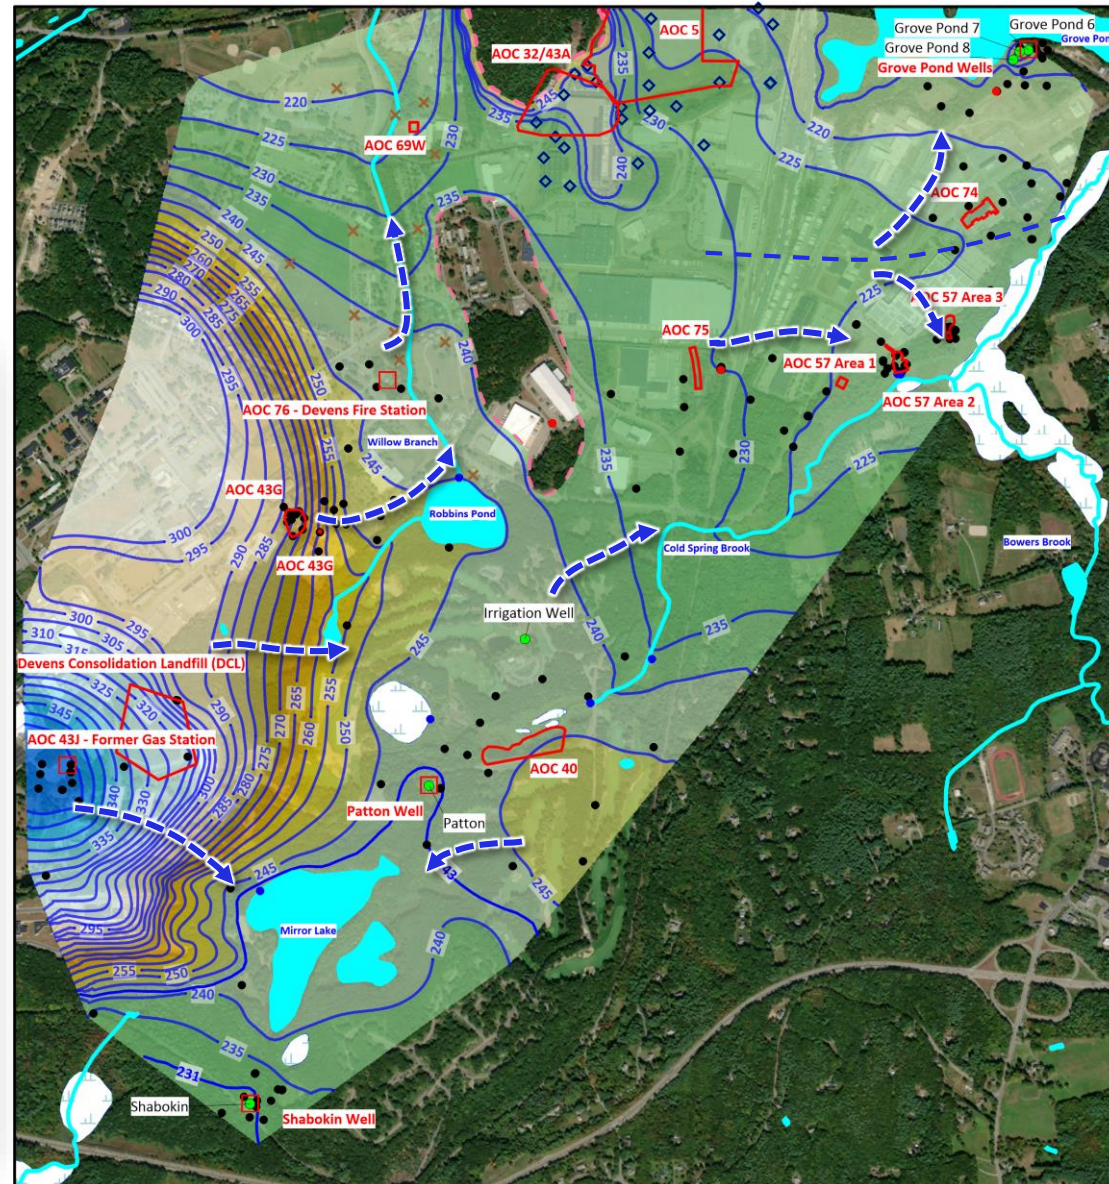 Grove Pond 7
Grove Pond 6
Grove Pond 8
Grove Pon
Grove Pond Wells
AOC 5
AOC 32/43A
AOC 69W
AOC 74
AOC 57 Area 3
AOC 75
AOC 57 Area 1
AOC 57 Area 2
AOC 76 - Devens Fire Station
Willow Branch
AOC 43G
Robbins Pond
AOC 43G
Cold Spring Brook
Bowers Brook
Irrigation Well
Devens Consolidation Landfill (DCL)
AOC 43J - Former Gas Station
AOC 40
Patton Well
Patton
Mirror Lake
Shabokin
Shabokin Well
220
225
230
235
240
245
250
255
260
270
280
290
300
235
245
235
230
240
220
225
230
235
240
265
275
285
295
250
255
245
225
235
230
225
300
295
290
285
300
310
295
305
325
320
345
340
330
335
290
300
285
280
275
270
265
260
255
250
245
240
235
245
43
245
240
295
255
250
240
235
231